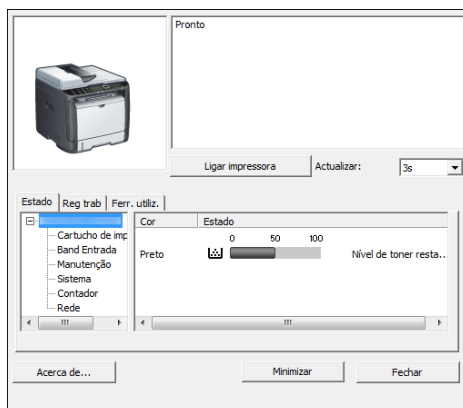 Pronto
Ligar impressora
Actualizar:
3s
Estado
Reg trab
Ferr. utiliz.
Cor
Estado
Cartucho de imp
Band Entrada
Manutenção
Sistema
Contador
Rede
0 50 100
Preto
Nível de toner resta..
Acerca de...
Minimizar
Fechar